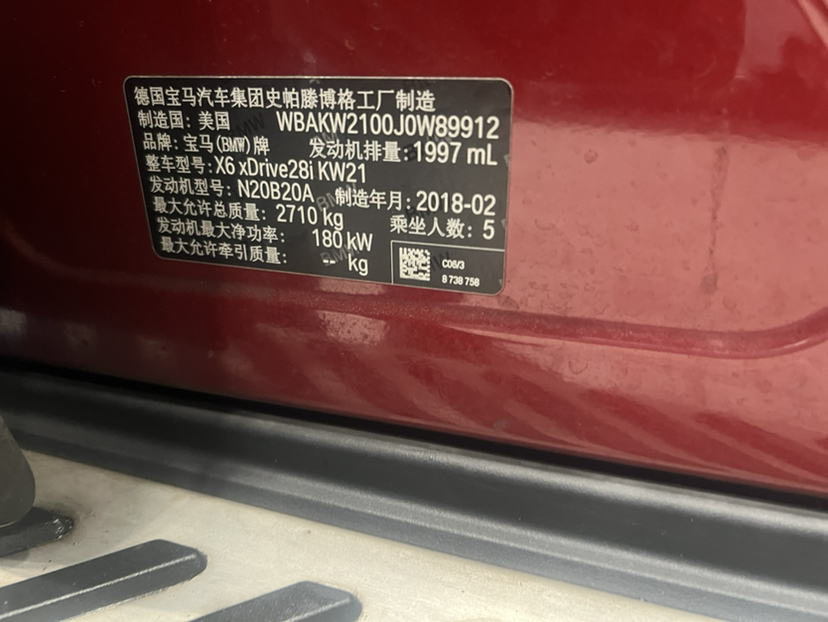 德国宝马汽车集团史帕滕博格工厂制造
制造国：美国 WBAKW2100J0W89912
品牌：宝马(BMW)牌 发动机排量：1997 mL
整车型号：X6 xDrive28i KW21
发动机型号：N20B20A 制造年月：2018-02
最大允许总质量：2710 kg 乘坐人数：5
发动机最大净功率： 180 kW
最大允许牵引质量： -- kg
C06/3
8 738 758